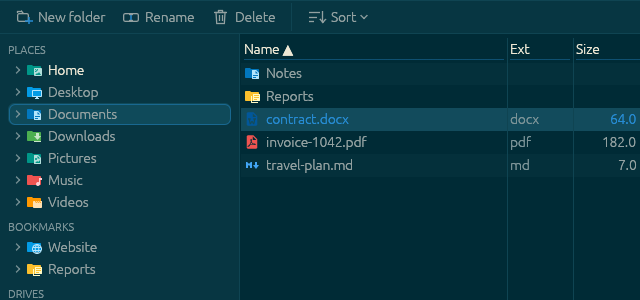 New folder Rename Delete Sort
PLACES
Home
Desktop
Documents
Downloads
Pictures
Music
Videos
BOOKMARKS
Website
Reports
DRIVES
Name Ext Size
Notes
Reports
contract.docx docx 64.0
invoice-1042.pdf pdf 182.0
travel-plan.md md 7.0